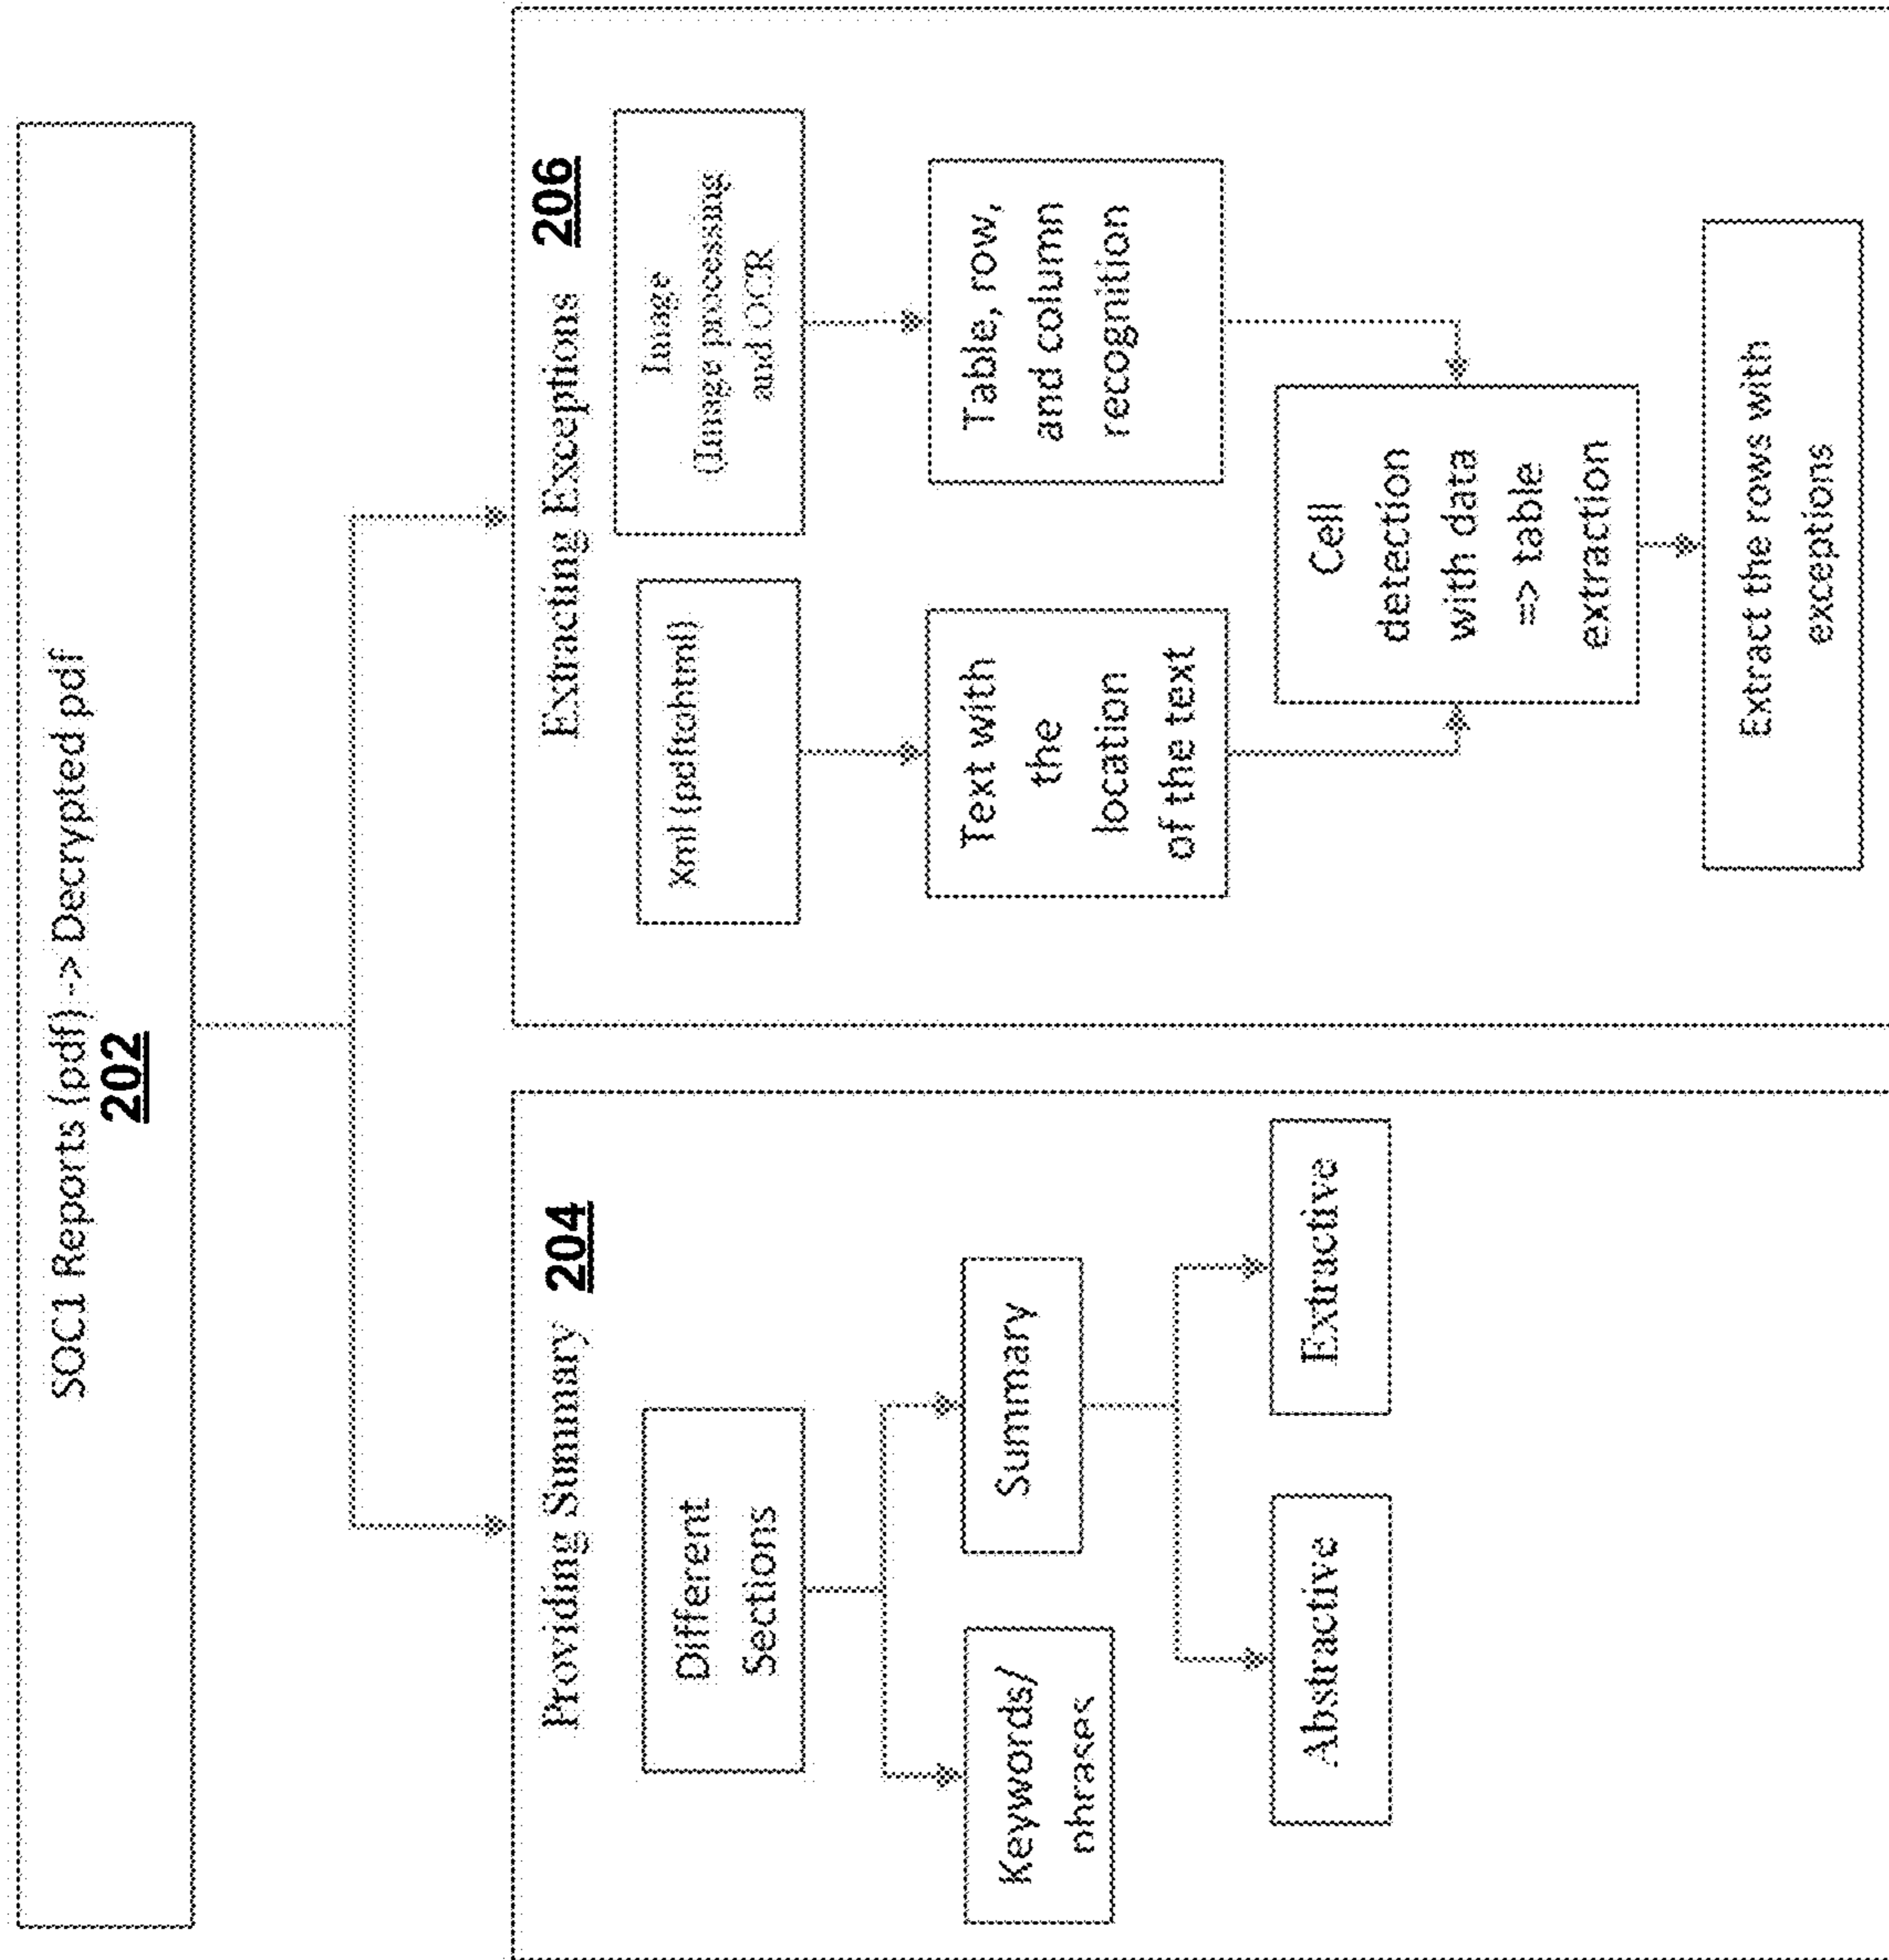 SOC1 Reports (pdf) --> Decrypted pdf
202
Providing Summary 204
Different
Sections
Keywords/
phrases
Summary
Abstractive
Extractive
Extracting Exceptions 206
Xml (pdftohtml)
Image
(Image processing
and OCR
Text with
the
location
of the text
Table, row,
and column
recognition
Cell
detection
with data
=> table
extraction
Extract the rows with
exceptions